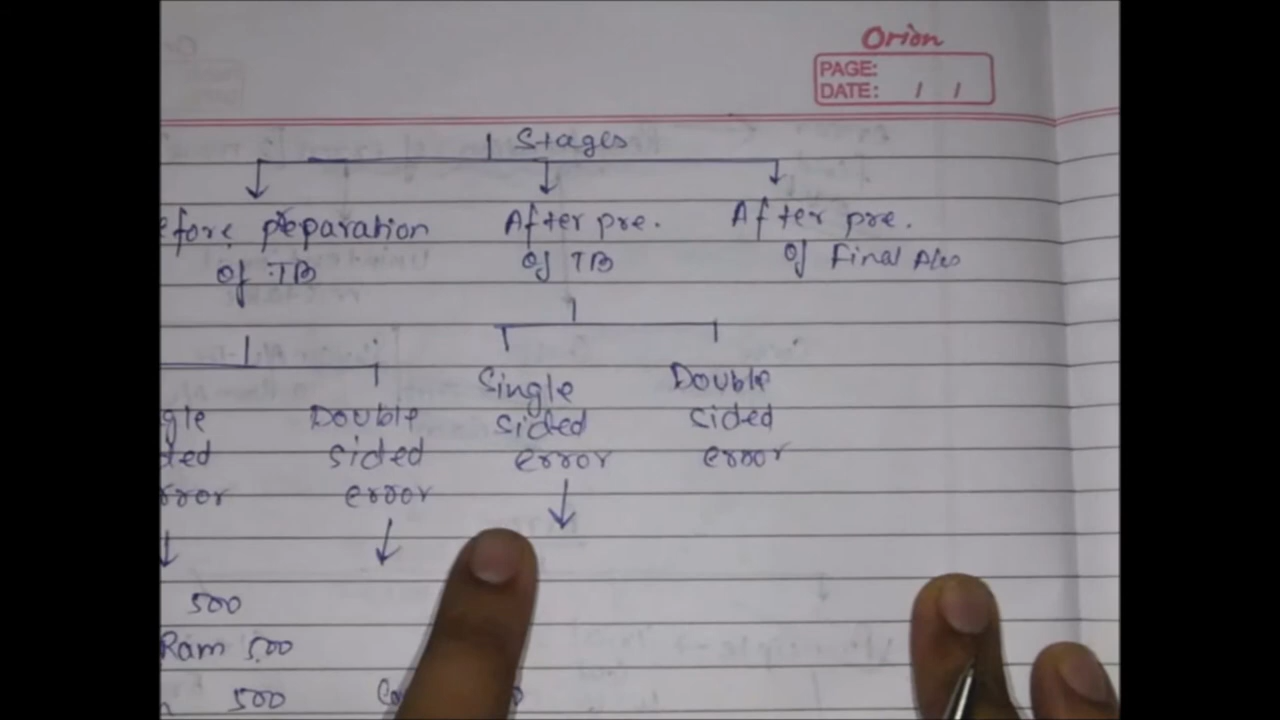 Orion
PAGE:
DATE: / /
Stages
efore preparation
of TB
After pre.
of TB
After pre.
of Final A/cs
gle
ded
rror
Double
sided
error
Single
sided
error
Double
sided
error
500
Ram 500
500